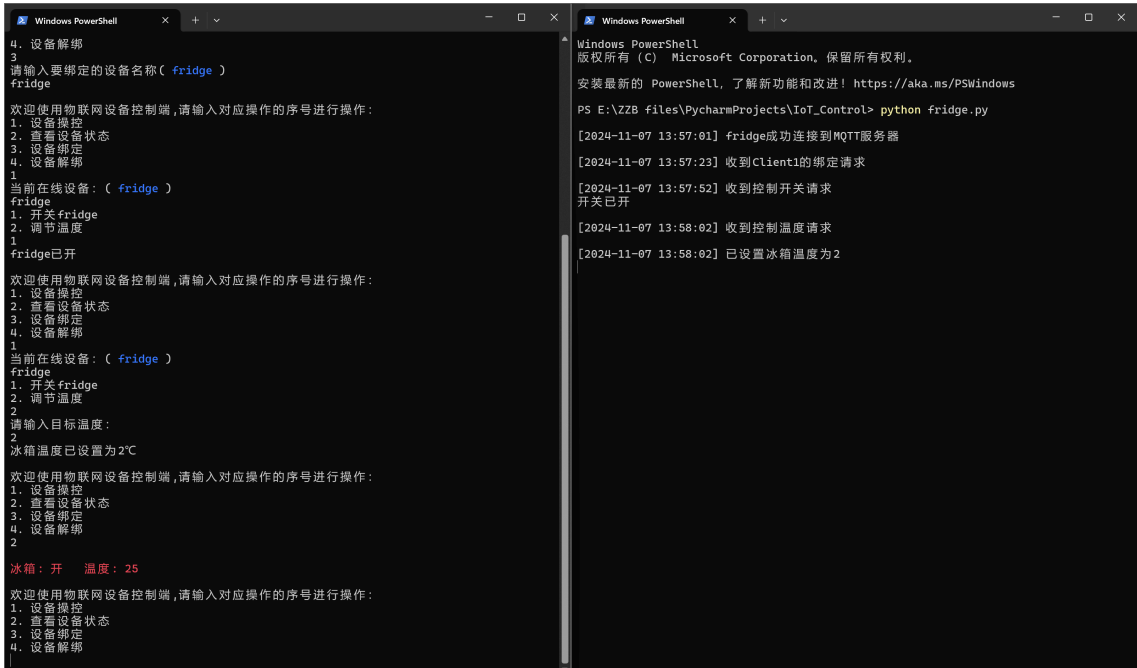 Windows PowerShell
4. 设备解绑
3
请输入要绑定的设备名称( fridge )
fridge
欢迎使用物联网设备控制端,请输入对应操作的序号进行操作:
1. 设备操控
2. 查看设备状态
3. 设备绑定
4. 设备解绑
1
当前在线设备: ( fridge )
fridge
1. 开关fridge
2. 调节温度
1
fridge已开
欢迎使用物联网设备控制端,请输入对应操作的序号进行操作:
1. 设备操控
2. 查看设备状态
3. 设备绑定
4. 设备解绑
1
当前在线设备: ( fridge )
fridge
1. 开关fridge
2. 调节温度
2
请输入目标温度:
2
冰箱温度已设置为2℃
欢迎使用物联网设备控制端,请输入对应操作的序号进行操作:
1. 设备操控
2. 查看设备状态
3. 设备绑定
4. 设备解绑
2
冰箱: 开 温度: 25
欢迎使用物联网设备控制端,请输入对应操作的序号进行操作:
1. 设备操控
2. 查看设备状态
3. 设备绑定
4. 设备解绑
Windows PowerShell
Windows PowerShell
版权所有 (C) Microsoft Corporation。保留所有权利。
安装最新的 PowerShell,了解新功能和改进!https://aka.ms/PSWindows
PS E:\ZZB files\PycharmProjects\IoT_Control> python fridge.py
[2024-11-07 13:57:01] fridge成功连接到MQTT服务器
[2024-11-07 13:57:23] 收到Client1的绑定请求
[2024-11-07 13:57:52] 收到控制开关请求
开关已开
[2024-11-07 13:58:02] 收到控制温度请求
[2024-11-07 13:58:02] 已设置冰箱温度为2